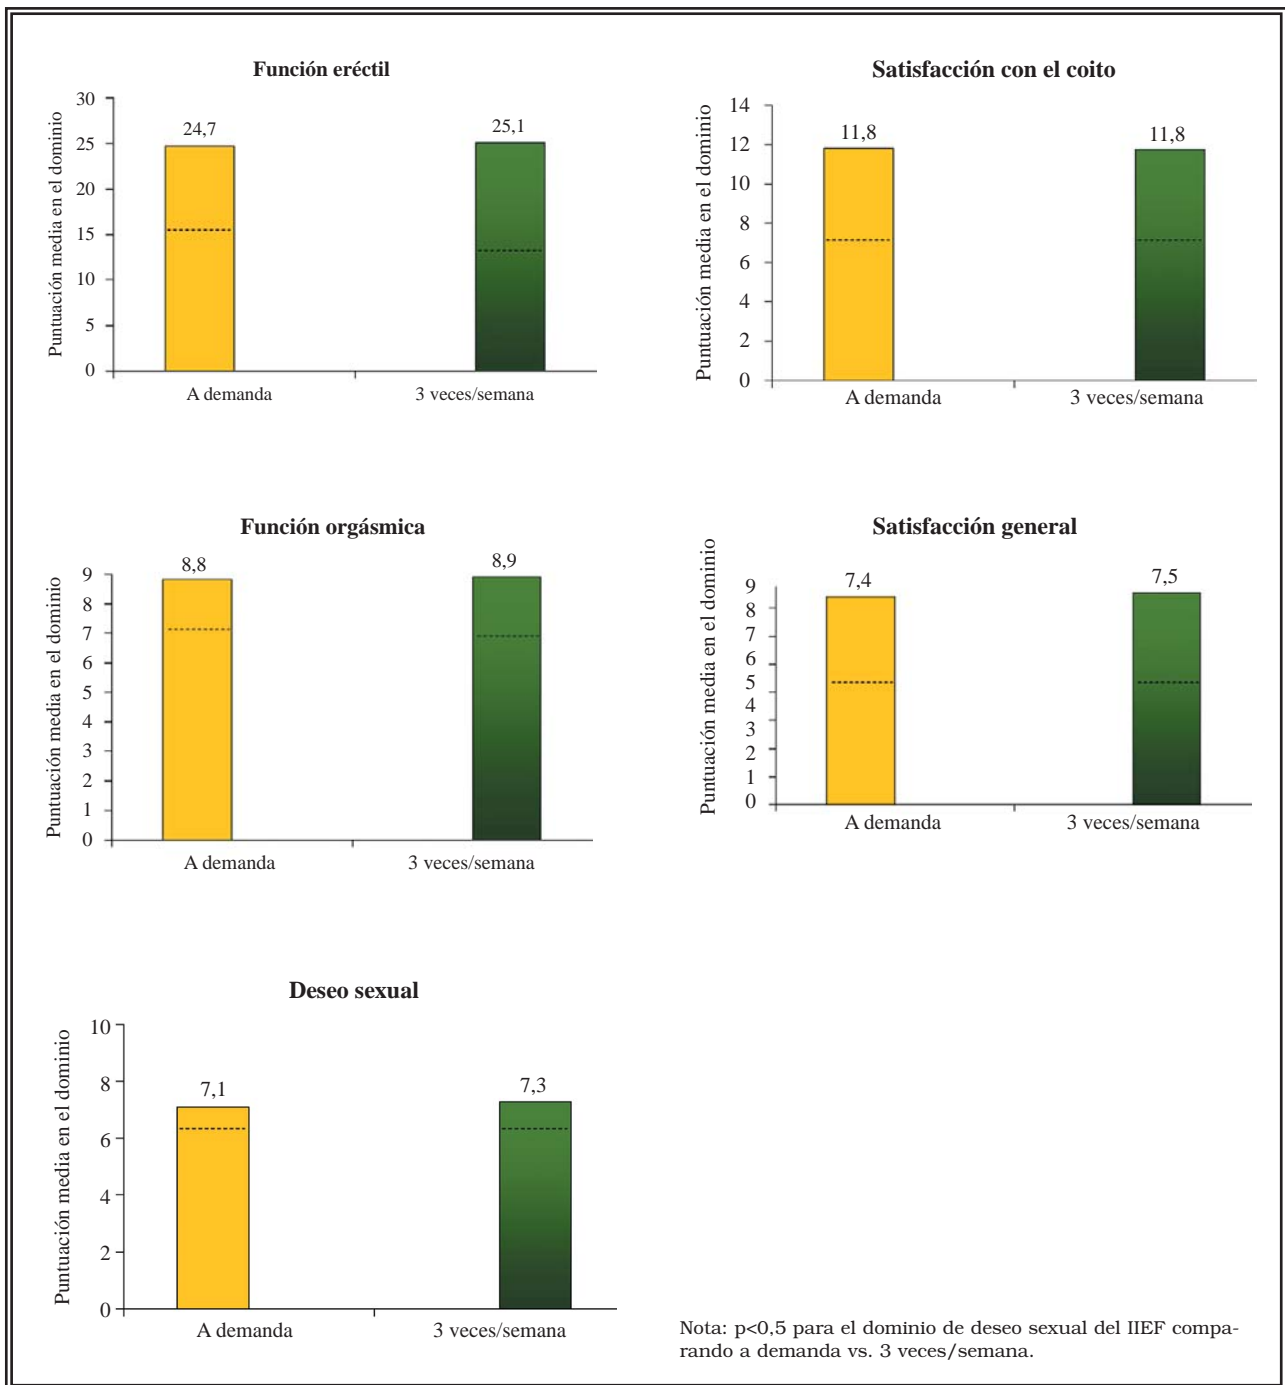 Función eréctil
Puntuación media en el dominio
30
25
20
15
10
5
0
24,7
25,1
A demanda
3 veces/semana
Satisfacción con el coito
Puntuación media en el dominio
14
12
10
8
6
4
2
0
11,8
11,8
A demanda
3 veces/semana
Función orgásmica
Puntuación media en el dominio
9
8
7
6
5
4
3
2
1
0
8,8
8,9
A demanda
3 veces/semana
Satisfacción general
Puntuación media en el dominio
9
8
7
6
5
4
3
2
1
0
7,4
7,5
A demanda
3 veces/semana
Deseo sexual
Puntuación media en el dominio
10
8
6
4
2
0
7,1
7,3
A demanda
3 veces/semana
Nota: p<0,5 para el dominio de deseo sexual del IIEF compa-
rando a demanda vs. 3 veces/semana.